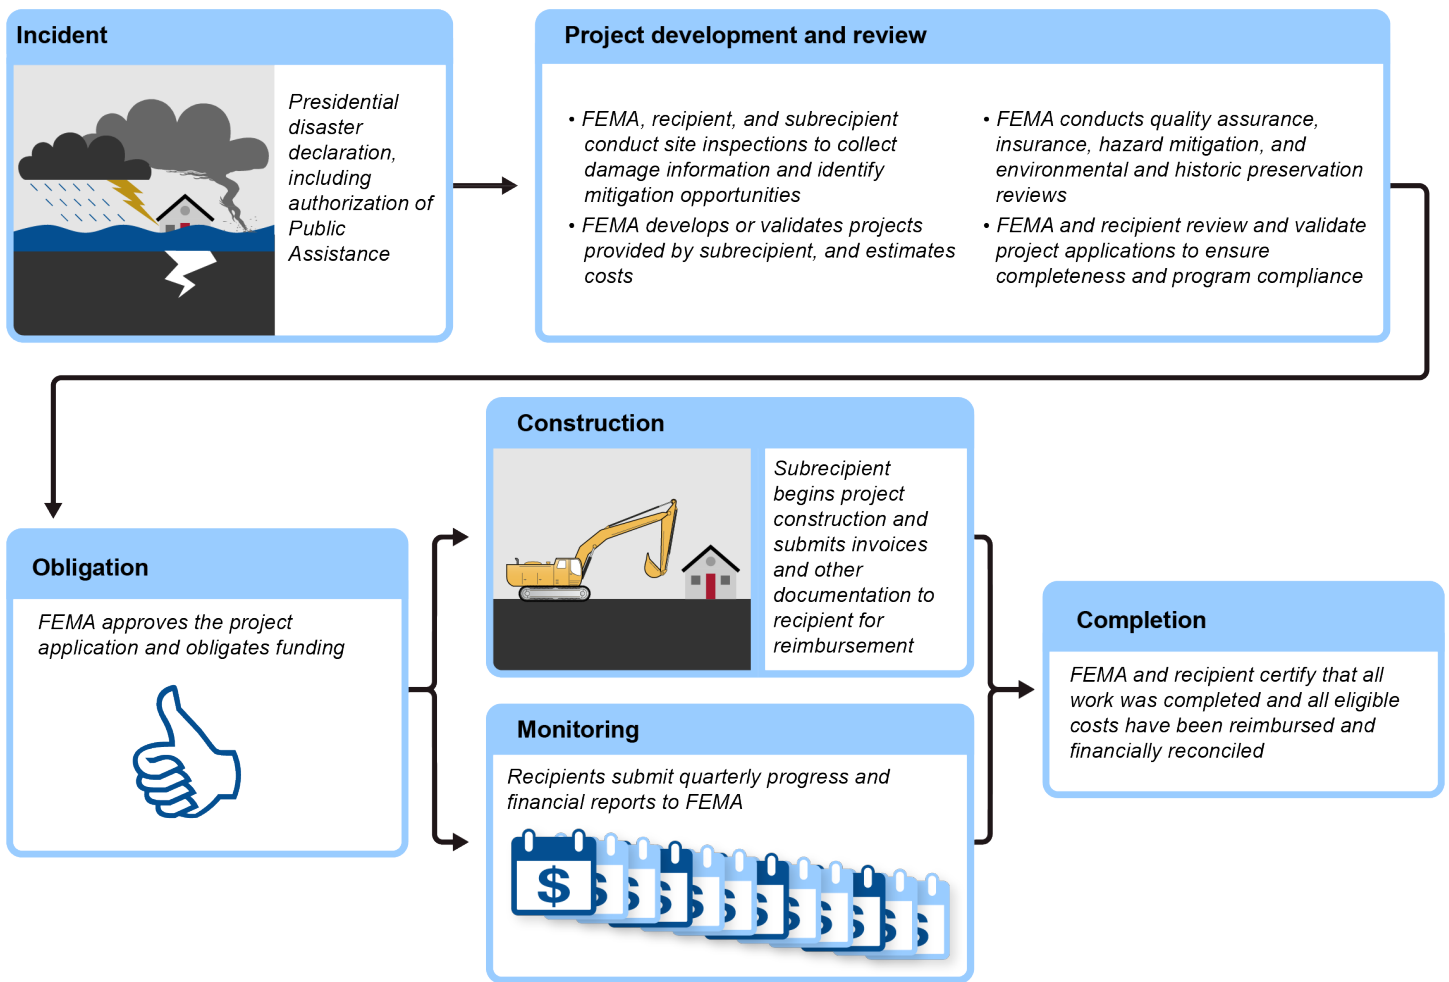 Incident
Presidential
disaster
declaration,
including
authorization of
Public
Assistance
Project development and review
• FEMA, recipient, and subrecipient
conduct site inspections to collect
damage information and identify
mitigation opportunities
• FEMA develops or validates projects
provided by subrecipient, and estimates
costs
• FEMA conducts quality assurance,
insurance, hazard mitigation, and
environmental and historic preservation
reviews
• FEMA and recipient review and validate
project applications to ensure
completeness and program compliance
Obligation
FEMA approves the project
application and obligates funding
Construction
Subrecipient
begins project
construction and
submits invoices
and other
documentation to
recipient for
reimbursement
Monitoring
Recipients submit quarterly progress and
financial reports to FEMA
$ $ $ $ $ $ $ $ $ $ $ $
Completion
FEMA and recipient certify that all
work was completed and all eligible
costs have been reimbursed and
financially reconciled